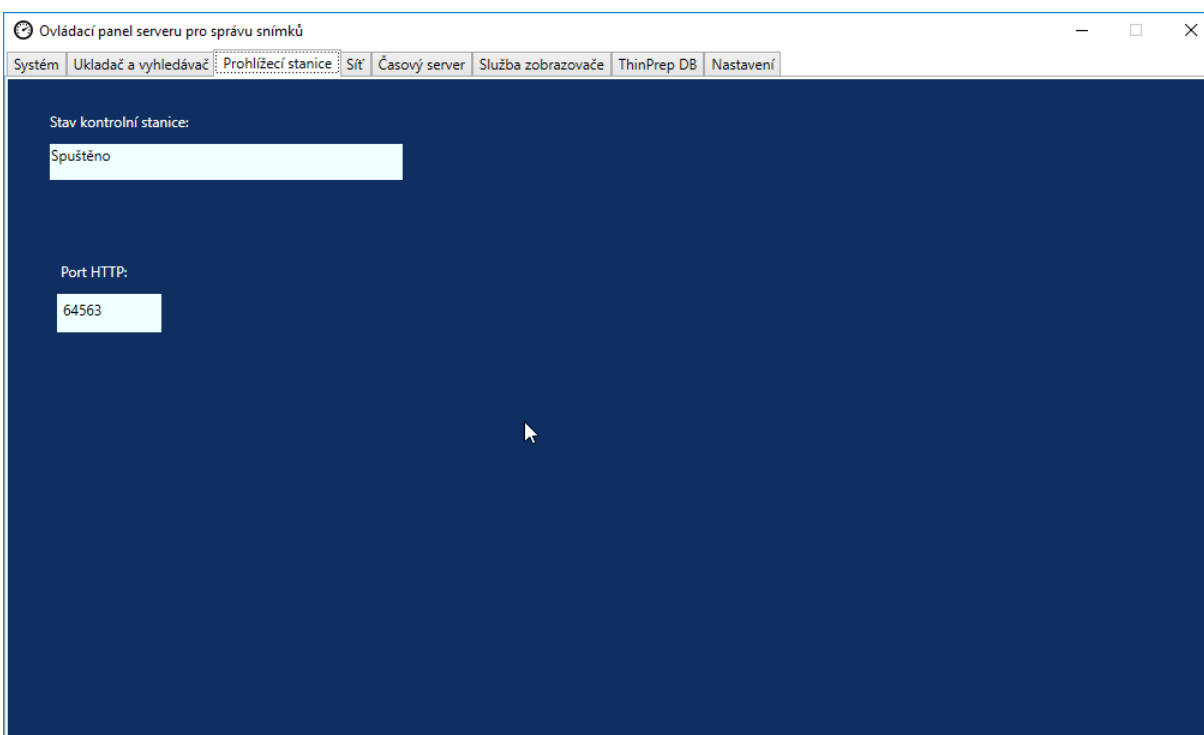 Ovládací panel serveru pro správu snímků
Systém Ukladač a vyhledávač Prohlížecí stanice Síť Časový server Služba zobrazovače ThinPrep DB Nastavení
Stav kontrolní stanice:
Spuštěno
Port HTTP:
64563